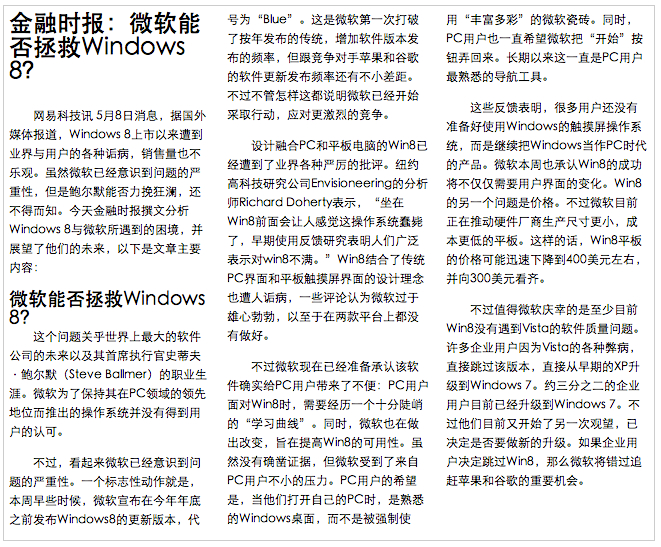 金融时报：微软能
否拯救Windows
8?
网易科技讯 5月8日消息，据国外
媒体报道，Windows 8上市以来遭到
业界与用户的各种诟病，销售量也不
乐观。虽然微软已经意识到问题的严
重性，但是鲍尔默能否力挽狂澜，还
不得而知。今天金融时报撰文分析
Windows 8与微软所遇到的困境，并
展望了他们的未来，以下是文章主要
内容：
微软能否拯救Windows
8?
这个问题关乎世界上最大的软件
公司的未来以及其首席执行官史蒂夫
·鲍尔默（Steve Ballmer）的职业生
涯。微软为了保持其在PC领域的领先
地位而推出的操作系统并没有得到用
户的认可。
不过，看起来微软已经意识到问
题的严重性。一个标志性动作就是，
本周早些时候，微软宣布在今年年底
之前发布Windows8的更新版本，代
号为“Blue”。这是微软第一次打破
了按年发布的传统，增加软件版本发
布的频率，但跟竞争对手苹果和谷歌
的软件更新发布频率还有不小差距。
不过不管怎样这都说明微软已经开始
采取行动，应对更激烈的竞争。
设计融合PC和平板电脑的Win8已
经遭到了业界各种严厉的批评。纽约
高科技研究公司Envisioneering的分析
师Richard Doherty表示，“坐在
Win8前面会让人感觉这操作系统蠢毙
了，早期使用反馈研究表明人们广泛
表示对win8不满。”Win8结合了传统
PC界面和平板触摸屏界面的设计理念
也遭人诟病，一些评论认为微软过于
雄心勃勃，以至于在两款平台上都没
有做好。
不过微软现在已经准备承认该软
件确实给PC用户带来了不便：PC用户
面对Win8时，需要经历一个十分陡峭
的“学习曲线”。同时，微软也在做
出改变，旨在提高Win8的可用性。虽
然没有确凿证据，但微软受到了来自
PC用户不小的压力。PC用户的希望
是，当他们打开自己的PC时，是熟悉
的Windows桌面，而不是被强制使
用“丰富多彩”的微软瓷砖。同时，
PC用户也一直希望微软把“开始”按
钮弄回来。长期以来这一直是PC用户
最熟悉的导航工具。
这些反馈表明，很多用户还没有
准备好使用Windows的触摸屏操作系
统，而是继续把Windows当作PC时代
的产品。微软本周也承认Win8的成功
将不仅仅需要用户界面的变化。Win8
的另一个问题是价格。不过微软目前
正在推动硬件厂商生产尺寸更小，成
本更低的平板。这样的话，Win8平板
的价格可能迅速下降到400美元左右，
并向300美元看齐。
不过值得微软庆幸的是至少目前
Win8没有遇到Vista的软件质量问题。
许多企业用户因为Vista的各种弊病，
直接跳过该版本，直接从早期的XP升
级到Windows 7。约三分之二的企业
用户目前已经升级到Windows 7。不
过他们目前又开始了另一次观望，已
决定是否要做新的升级。如果企业用
户决定跳过Win8，那么微软将错过追
赶苹果和谷歌的重要机会。